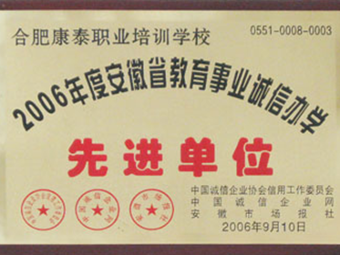 合肥康泰职业培训学校 0551-0008-0003
2006年度安徽省教育事业诚信办学
先进单位
中国诚信企业协会信用工作委员会
中国诚信企业网
安徽市场报社
2006年9月10日